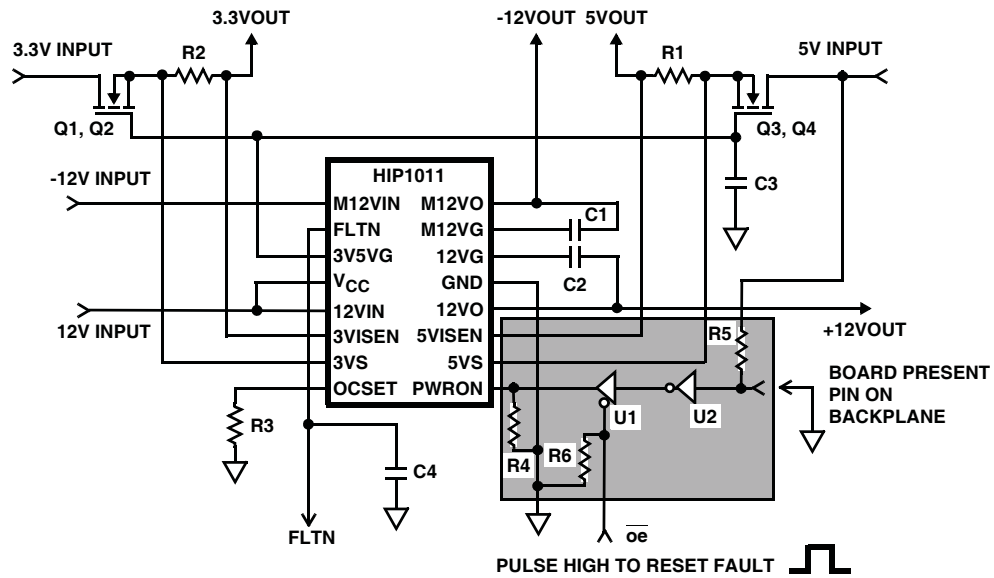 3.3VOUT
-12VOUT 5VOUT
3.3V INPUT
R2
R1
5V INPUT
Q1, Q2
Q3, Q4
HIP1011
-12V INPUT
C3
M12VIN
M12VO
C1
FLTN
M12VG
3V5VG
12VG
VCC
GND
C2
12VIN
12VO
12V INPUT
+12VOUT
3VISEN
5VISEN
R5
3VS
5VS
BOARD PRESENT
PIN ON
BACKPLANE
OCSET
PWRON
U1
U2
R3
R4
R6
C4
FLTN
oe
PULSE HIGH TO RESET FAULT